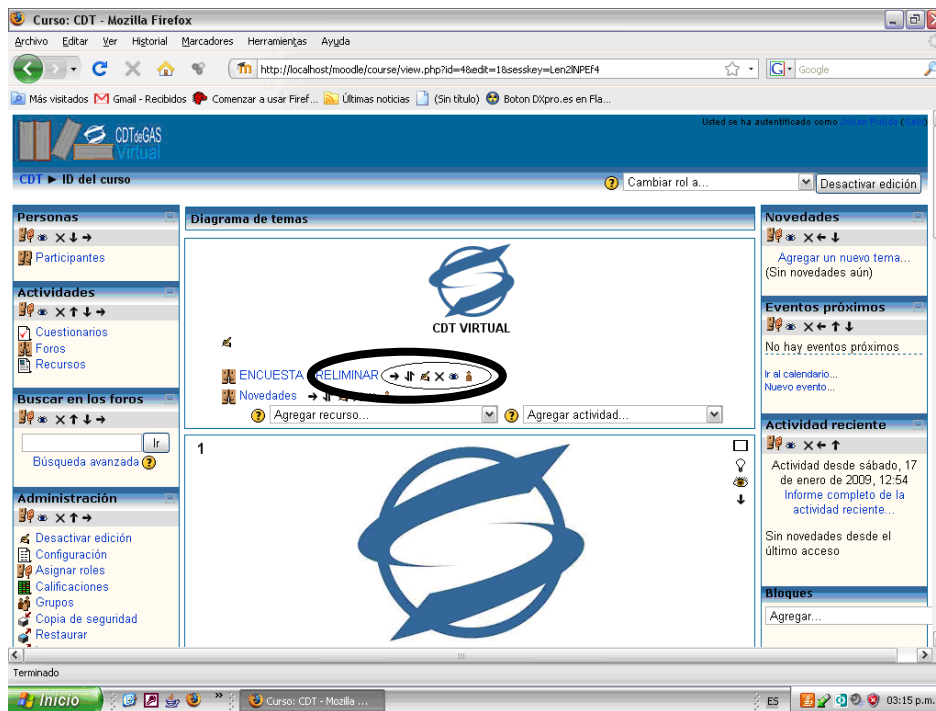 Curso: CDT - Mozilla Firefox
Archivo Editar Ver Historial Marcadores Herramientas Ayuda
http://localhost/moodle/course/view.php?id=4&edit=1&sesskey=Len2lNPEf4
Google
Más visitados Gmail - Recibidos Comenzar a usar Firef... Últimas noticias (Sin título) Boton DXpro.es en Fla...
CDTdeGAS
Virtual
Usted se ha autentificado como Julian Pulido (Salir)
CDT ► ID del curso
Cambiar rol a...
Desactivar edición
Personas
Participantes
Actividades
Cuestionarios
Foros
Recursos
Buscar en los foros
Ir
Búsqueda avanzada
Administración
Desactivar edición
Configuración
Asignar roles
Calificaciones
Grupos
Copia de seguridad
Restaurar
Diagrama de temas
CDT VIRTUAL
ENCUESTA PRELIMINAR
Novedades
Agregar recurso...
Agregar actividad...
1
Novedades
Agregar un nuevo tema...
(Sin novedades aún)
Eventos próximos
No hay eventos próximos
Ir al calendario...
Nuevo evento...
Actividad reciente
Actividad desde sábado, 17
de enero de 2009, 12:54
Informe completo de la
actividad reciente...
Sin novedades desde el
último acceso
Bloques
Agregar...
Terminado
Inicio
Curso: CDT - Mozilla ...
ES
03:15 p.m.